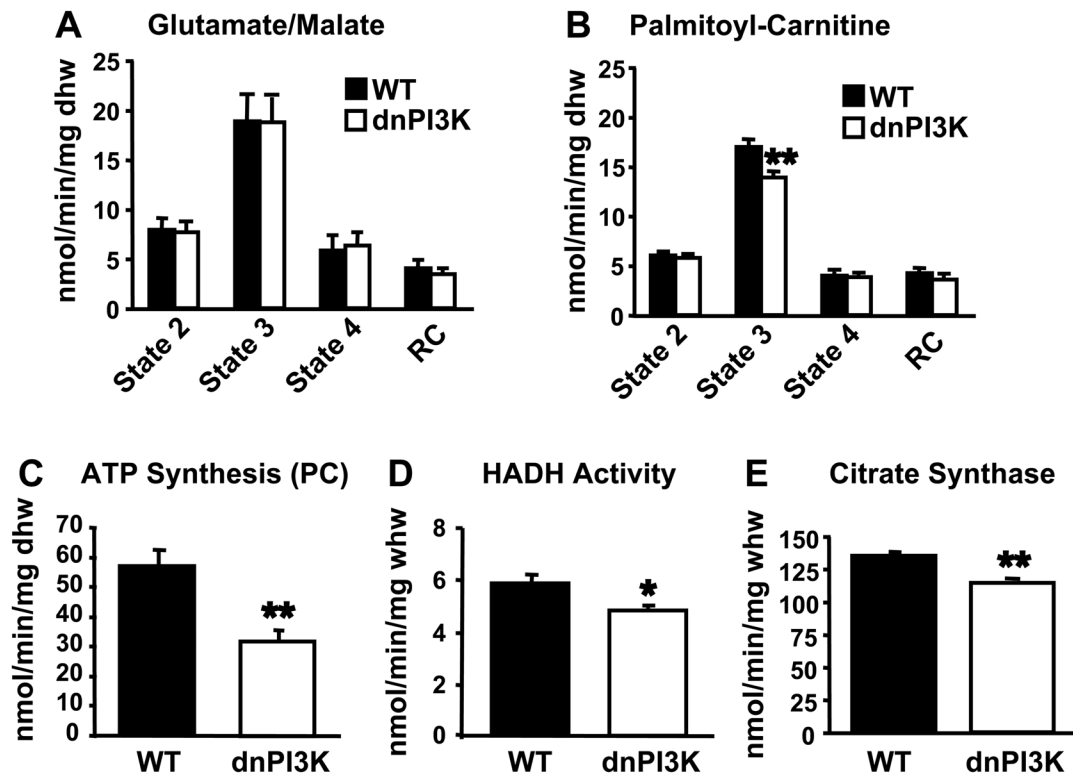 A Glutamate/Malate
nmol/min/mg dhw
25
20
15
10
5
0
WT
dnPI3K
State 2
State 3
State 4
RC
B Palmitoyl-Carnitine
nmol/min/mg dhw
25
20
15
10
5
0
WT
dnPI3K
**
State 2
State 3
State 4
RC
C ATP Synthesis (PC)
nmol/min/mg dhw
70
60
50
40
30
20
10
0
**
WT
dnPI3K
D HADH Activity
nmol/min/mg whw
8
6
4
2
0
*
WT
dnPI3K
E Citrate Synthase
nmol/min/mg whw
150
125
100
75
50
25
0
**
WT
dnPI3K